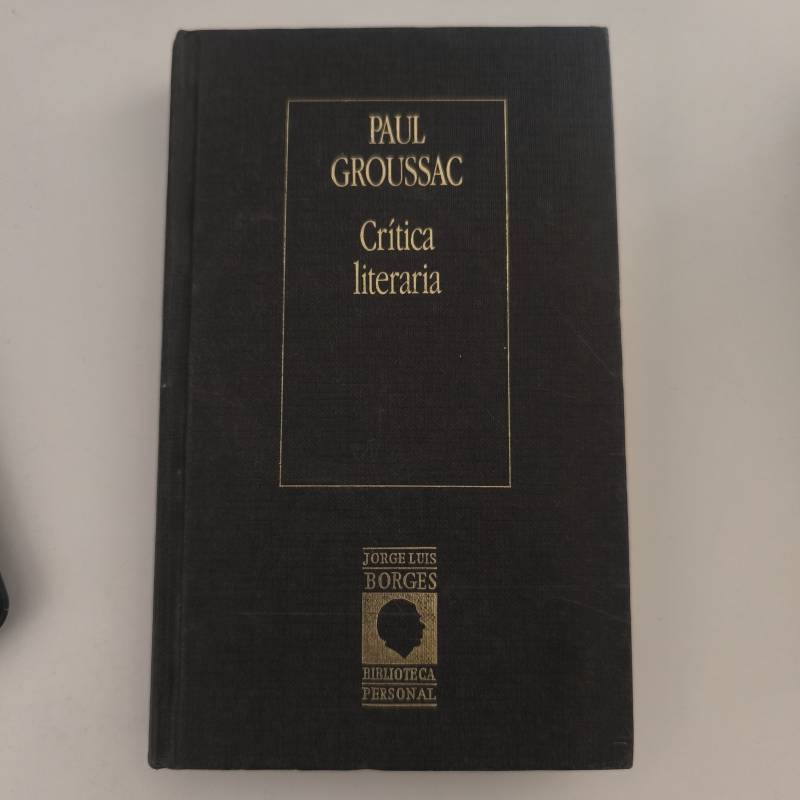 PAUL
GROUSSAC
Crítica
literaria
JORGE LUIS
BORGES
BIBLIOTECA
PERSONAL